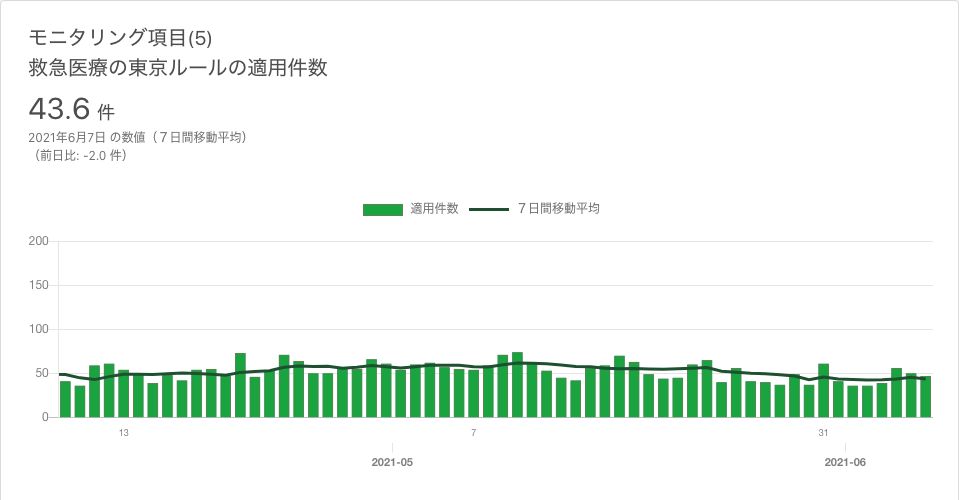 モニタリング項目(5)
救急医療の東京ルールの適用件数
43.6 件
2021年6月7日 の数値（７日間移動平均）
（前日比: -2.0 件）
適用件数 ７日間移動平均
200
150
100
50
0
13 7 31
2021-05 2021-06